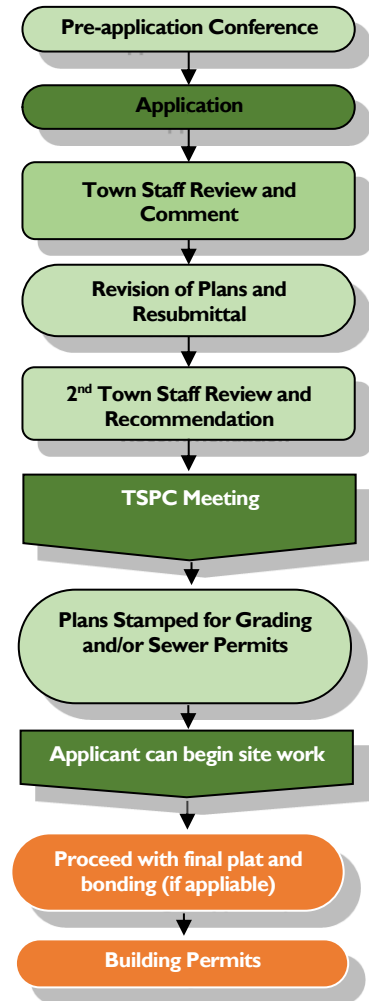 Pre-application Conference
Application
Town Staff Review and
Comment
Revision of Plans and
Resubmittal
2nd Town Staff Review and
Recommendation
TSPC Meeting
Plans Stamped for Grading
and/or Sewer Permits
Applicant can begin site work
Proceed with final plat and
bonding (if appliable)
Building Permits